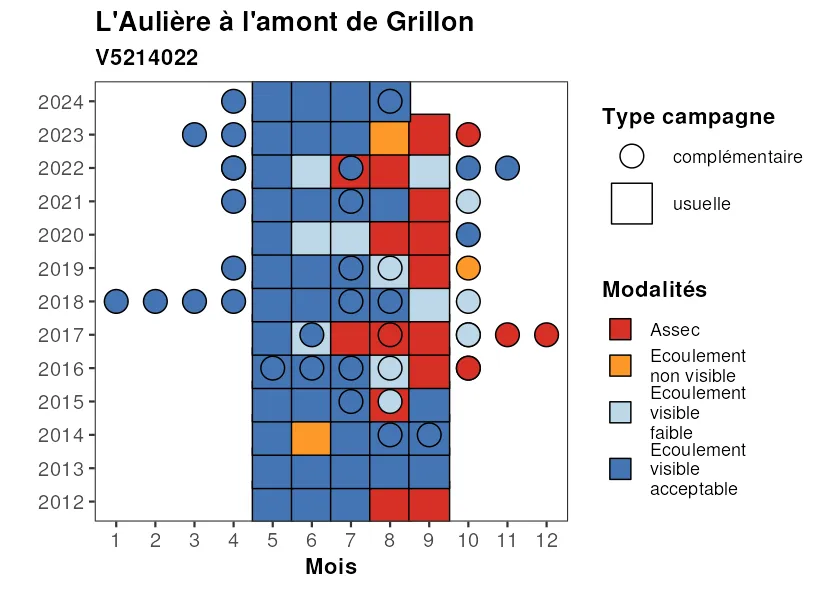 L'Aulière à l'amont de Grillon
V5214022
2024
2023
2022
2021
2020
2019
2018
2017
2016
2015
2014
2013
2012
1 2 3 4 5 6 7 8 9 10 11 12
Mois
Type campagne
complémentaire
usuelle
Modalités
Assec
Ecoulement
non visible
Ecoulement
visible
faible
Ecoulement
visible
acceptable